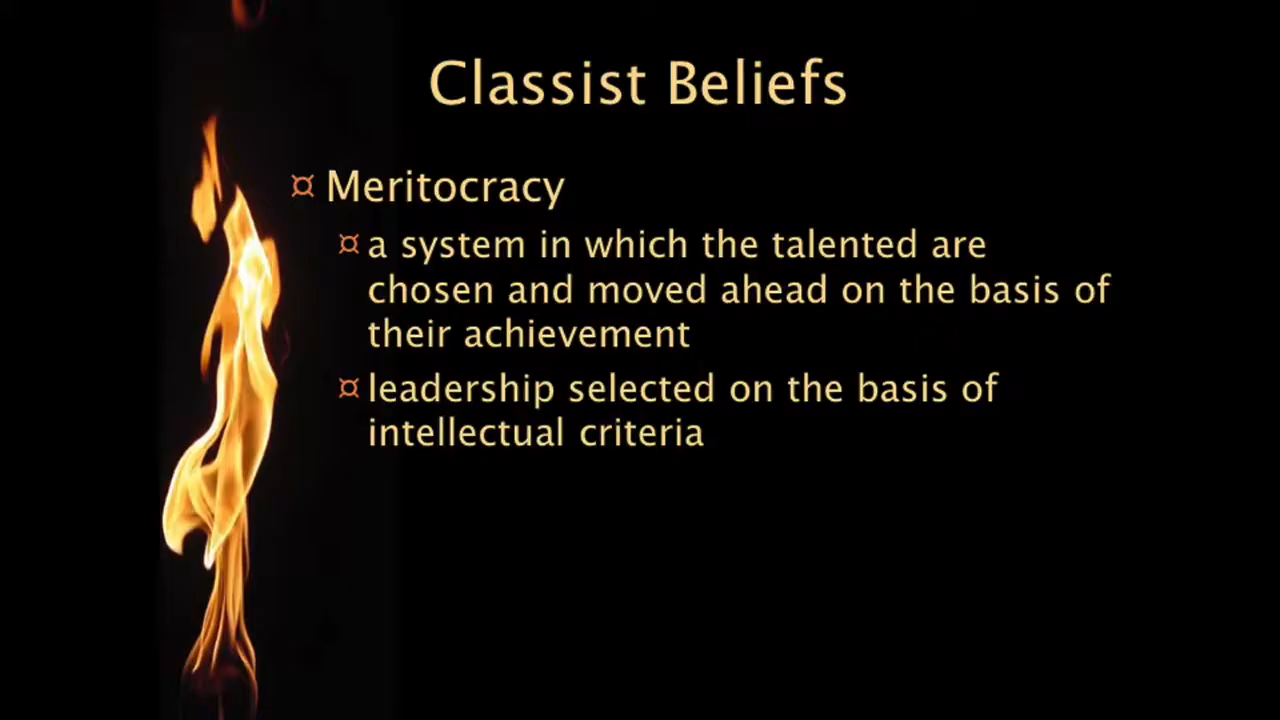 Classist Beliefs
¤ Meritocracy
¤ a system in which the talented are
chosen and moved ahead on the basis of
their achievement
¤ leadership selected on the basis of
intellectual criteria